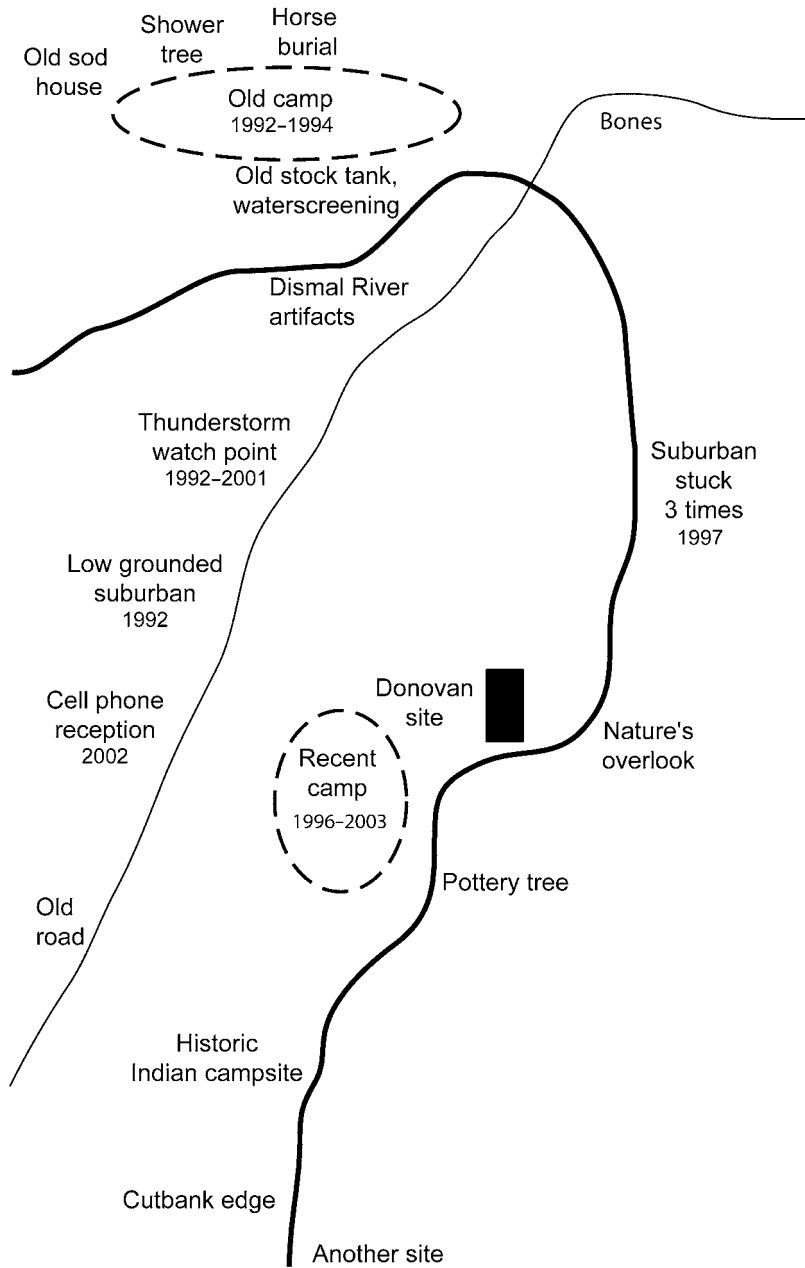 Shower
tree
Horse
burial
Old sod
house
Old camp
1992–1994
Bones
Old stock tank,
waterscreening
Dismal River
artifacts
Thunderstorm
watch point
1992–2001
Suburban
stuck
3 times
1997
Low grounded
suburban
1992
Donovan
site
Cell phone
reception
2002
Nature's
overlook
Recent
camp
1996–2003
Pottery tree
Old
road
Historic
Indian campsite
Cutbank edge
Another site